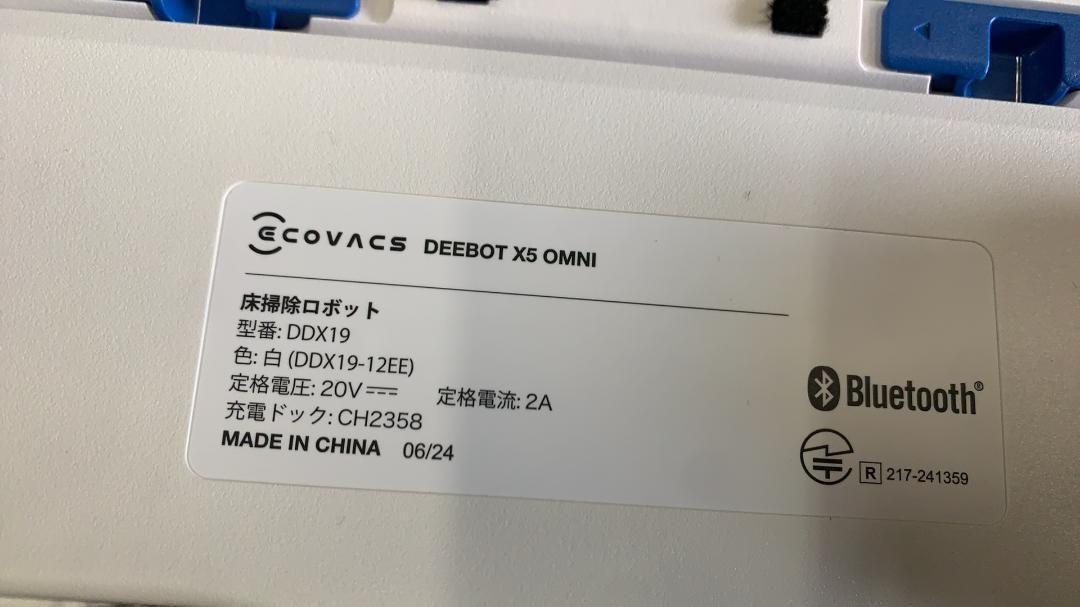 ECOVACS DEEBOT X5 OMNI
床掃除ロボット
型番: DDX19
色: 白 (DDX19-12EE)
定格電圧: 20V⎓ 定格電流: 2A
充電ドック: CH2358
MADE IN CHINA 06/24
Bluetooth®
R 217-241359